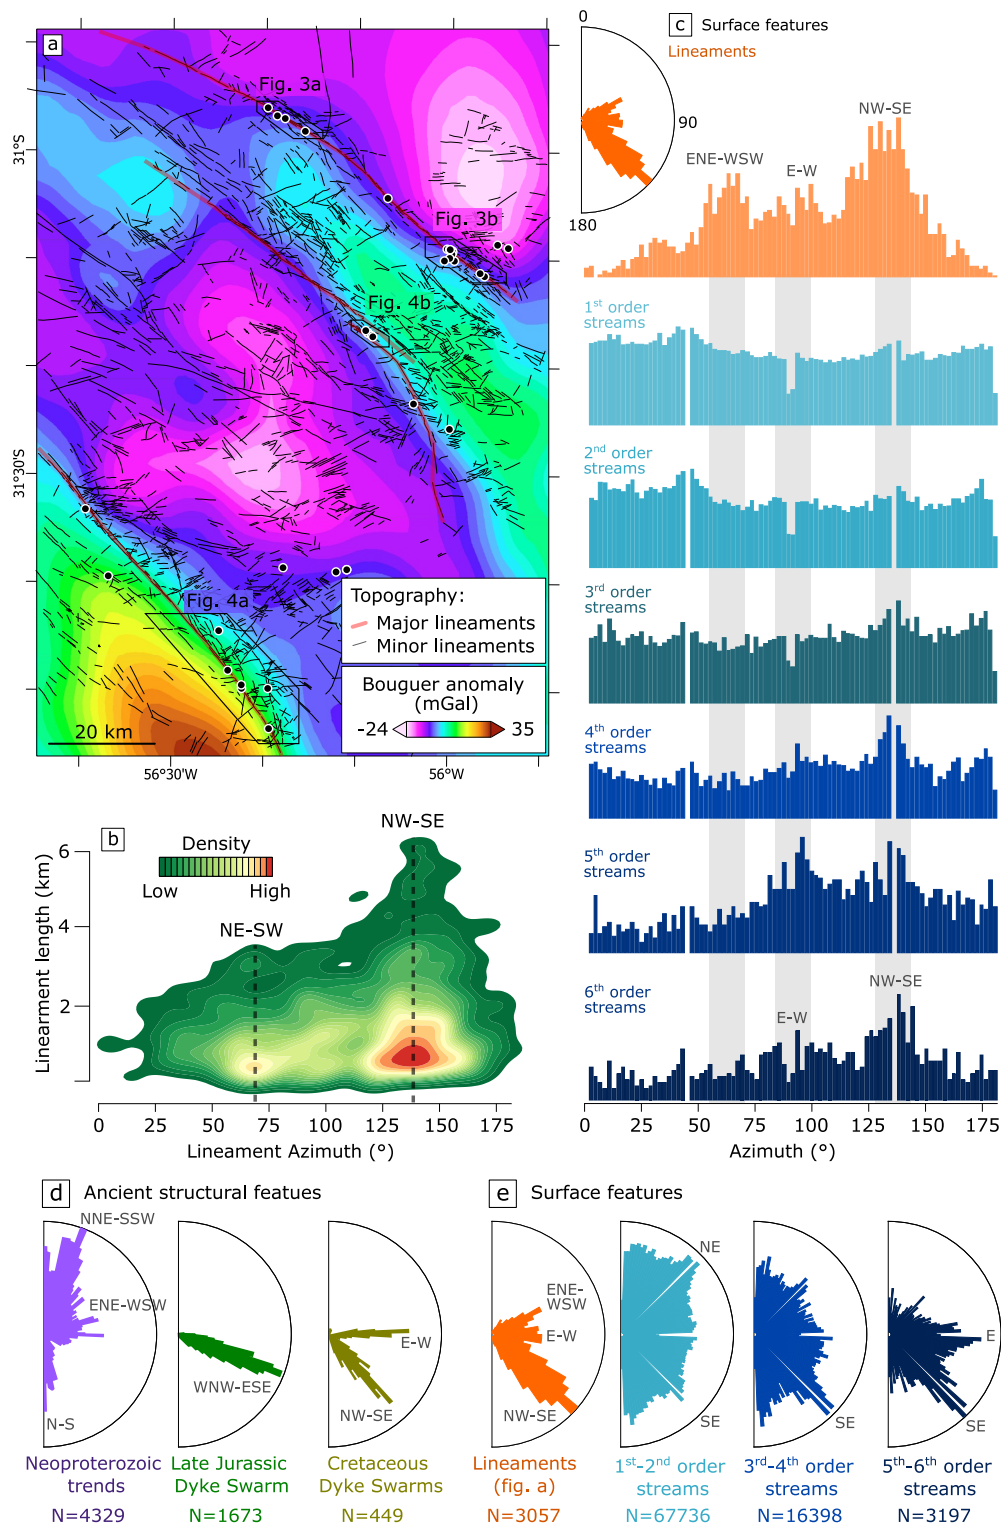 a
Fig. 3a
Fig. 3b
Fig. 4b
Fig. 4a
31°S
31°30'S
Topography:
Major lineaments
Minor lineaments
Bouguer anomaly
(mGal)
-24 35
20 km
56°30'W 56°W
b
Density
Low High
NW-SE
NE-SW
Linearment length (km)
6
4
2
0
0 25 50 75 100 125 150 175
Lineament Azimuth (°)
c Surface features
Lineaments
0
90
180
ENE-WSW
E-W
NW-SE
1st order
streams
2nd order
streams
3rd order
streams
4th order
streams
5th order
streams
6th order
streams
E-W
NW-SE
0 25 50 75 100 125 150 175
Azimuth (°)
d Ancient structural featues
NNE-SSW
ENE-WSW
N-S
WNW-ESE
E-W
NW-SE
Neoproterozoic
trends
N=4329
Late Jurassic
Dyke Swarm
N=1673
Cretaceous
Dyke Swarms
N=449
e Surface features
ENE-
WSW
E-W
NW-SE
NE
SE
SE
E
SE
Lineaments
(fig. a)
N=3057
1st-2nd order
streams
N=67736
3rd-4th order
streams
N=16398
5th-6th order
streams
N=3197